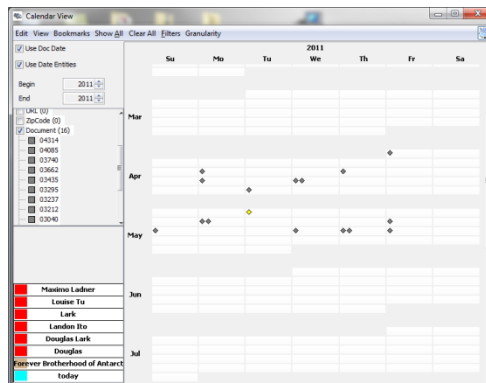 Calendar View
Edit View Bookmarks Show All Clear All Filters Granularity
Use Doc Date
Use Date Entities
Begin 2011
End 2011
URL (0)
ZipCode (0)
Document (16)
04314
04085
03740
03662
03435
03295
03237
03212
03040
Maximo Ladner
Louise Tu
Lark
Landon Ito
Douglas Lark
Douglas
Forever Brotherhood of Antarct
today
2011
Su Mo Tu We Th Fr Sa
Mar
Apr
May
Jun
Jul